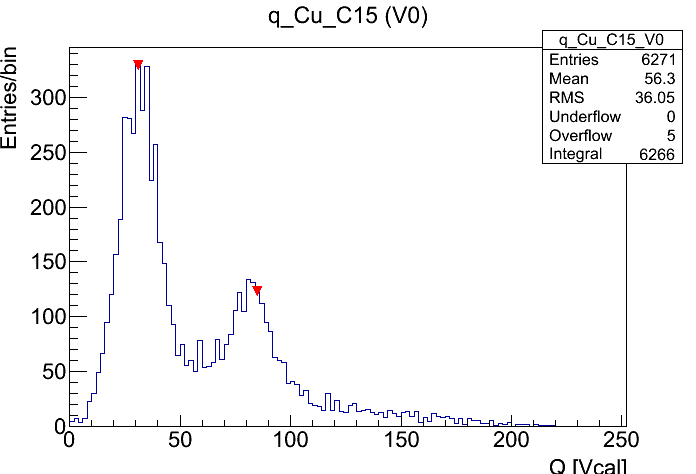 q_Cu_C15 (V0)
q_Cu_C15_V0
Entries 6271
Mean 56.3
RMS 36.05
Underflow 0
Overflow 5
Integral 6266
Entries/bin
300
250
200
150
100
50
0
0 50 100 150 200 250
Q [Vcal]